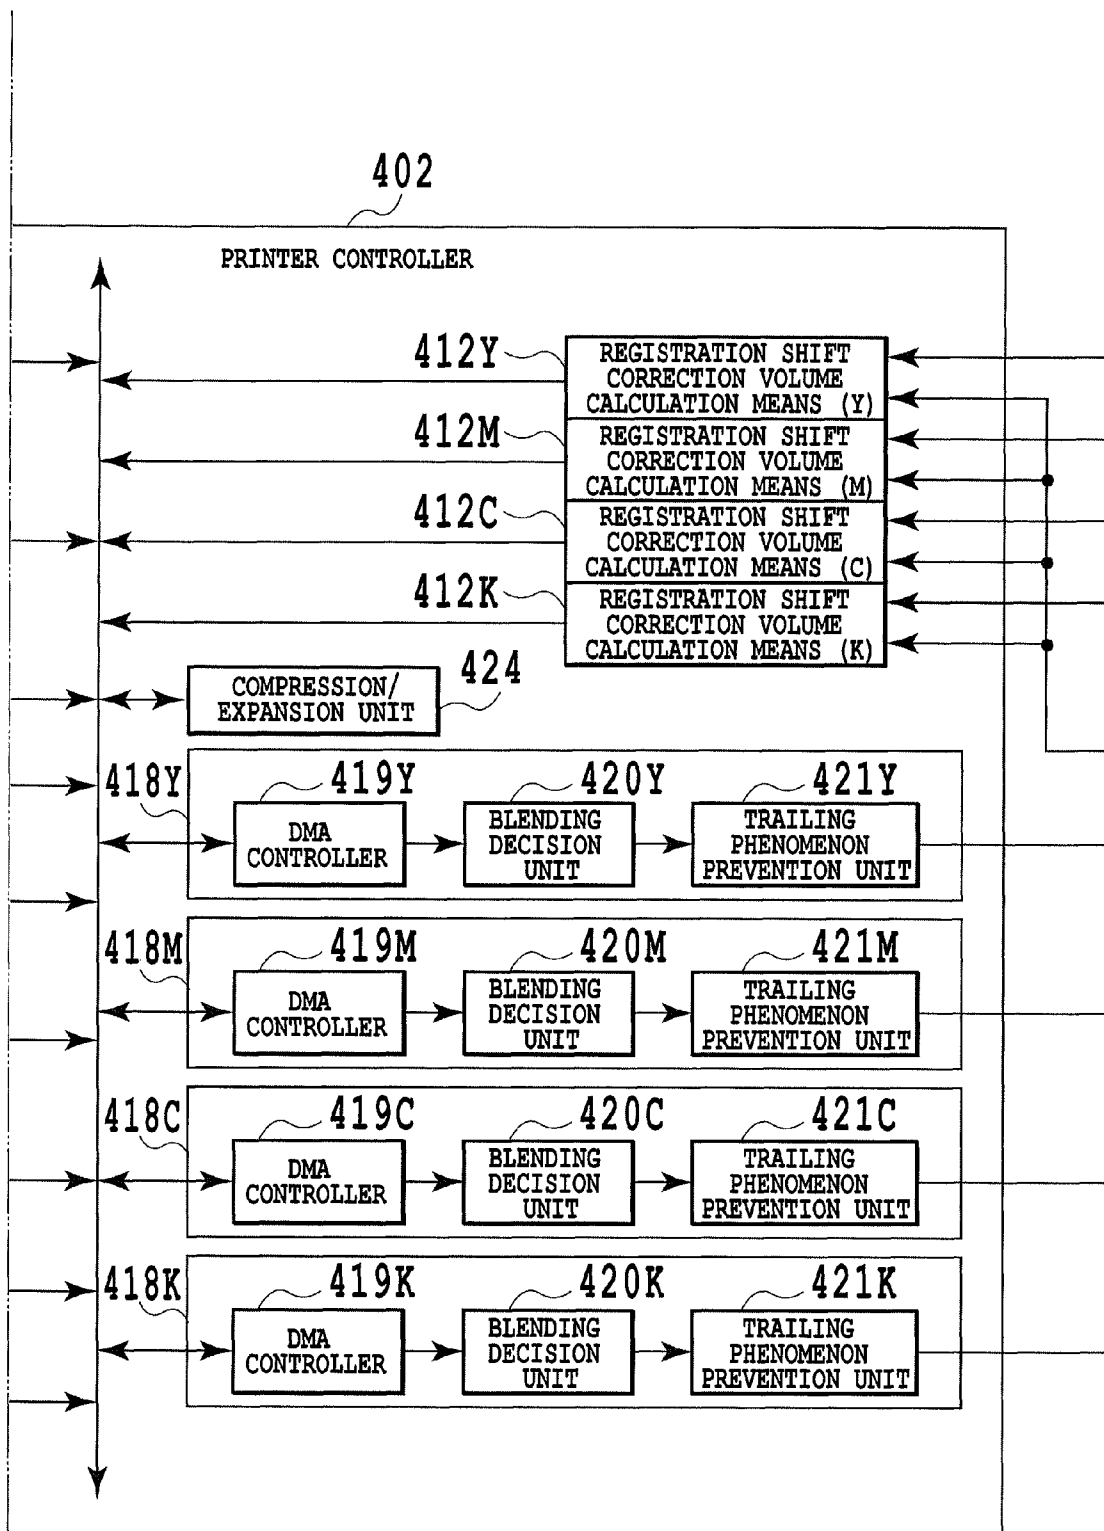 402
PRINTER CONTROLLER
412Y
REGISTRATION SHIFT
CORRECTION VOLUME
CALCULATION MEANS (Y)
412M
REGISTRATION SHIFT
CORRECTION VOLUME
CALCULATION MEANS (M)
412C
REGISTRATION SHIFT
CORRECTION VOLUME
CALCULATION MEANS (C)
412K
REGISTRATION SHIFT
CORRECTION VOLUME
CALCULATION MEANS (K)
COMPRESSION/
EXPANSION UNIT
424
418Y
419Y
DMA
CONTROLLER
420Y
BLENDING
DECISION
UNIT
421Y
TRAILING
PHENOMENON
PREVENTION UNIT
418M
419M
DMA
CONTROLLER
420M
BLENDING
DECISION
UNIT
421M
TRAILING
PHENOMENON
PREVENTION UNIT
418C
419C
DMA
CONTROLLER
420C
BLENDING
DECISION
UNIT
421C
TRAILING
PHENOMENON
PREVENTION UNIT
418K
419K
DMA
CONTROLLER
420K
BLENDING
DECISION
UNIT
421K
TRAILING
PHENOMENON
PREVENTION UNIT